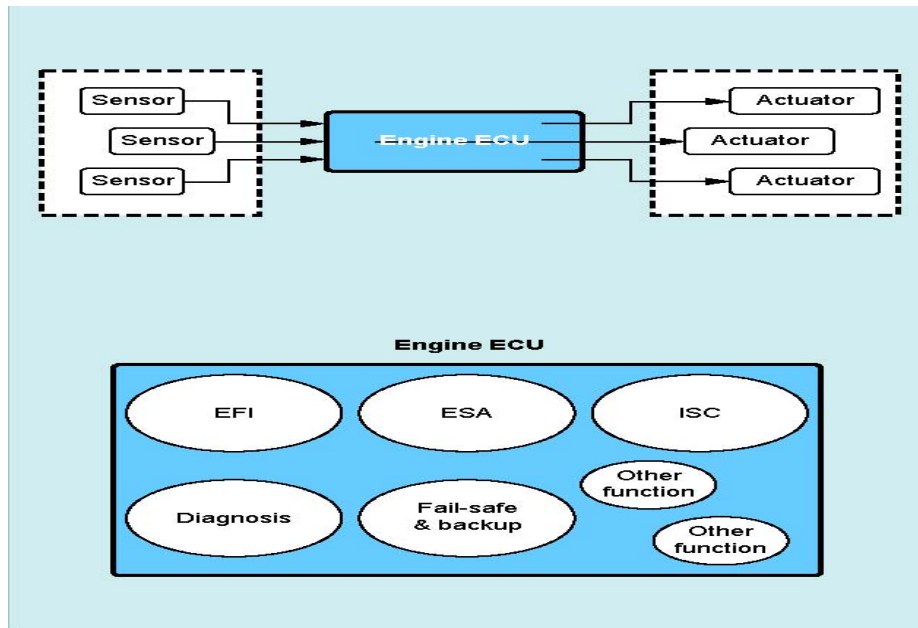 Sensor
Actuator
Sensor
Engine ECU
Actuator
Sensor
Actuator
Engine ECU
EFI
ESA
ISC
Other
function
Diagnosis
Fail-safe
& backup
Other
function